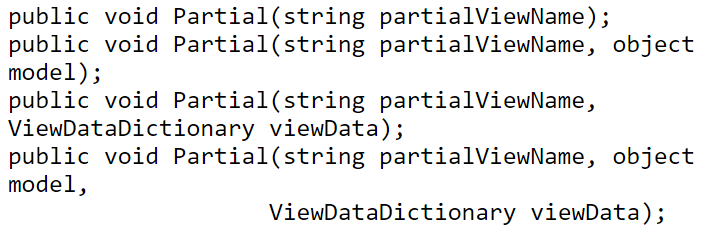 public void Partial(string partialViewName);
public void Partial(string partialViewName, object
model);
public void Partial(string partialViewName,
ViewDataDictionary viewData);
public void Partial(string partialViewName, object
model,
ViewDataDictionary viewData);